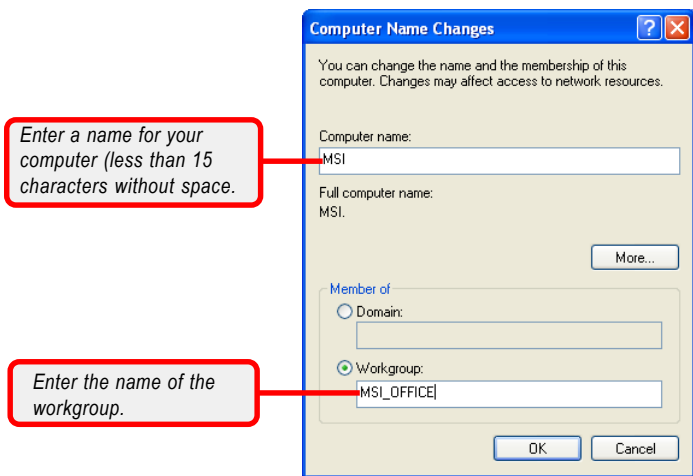 Computer Name Changes
You can change the name and the membership of this
computer. Changes may affect access to network resources.
Enter a name for your
computer (less than 15
characters without space.
Computer name:
MSI
Full computer name:
MSI.
More...
Member of
Domain:
Workgroup:
MSI_OFFICE
Enter the name of the
workgroup.
OK
Cancel